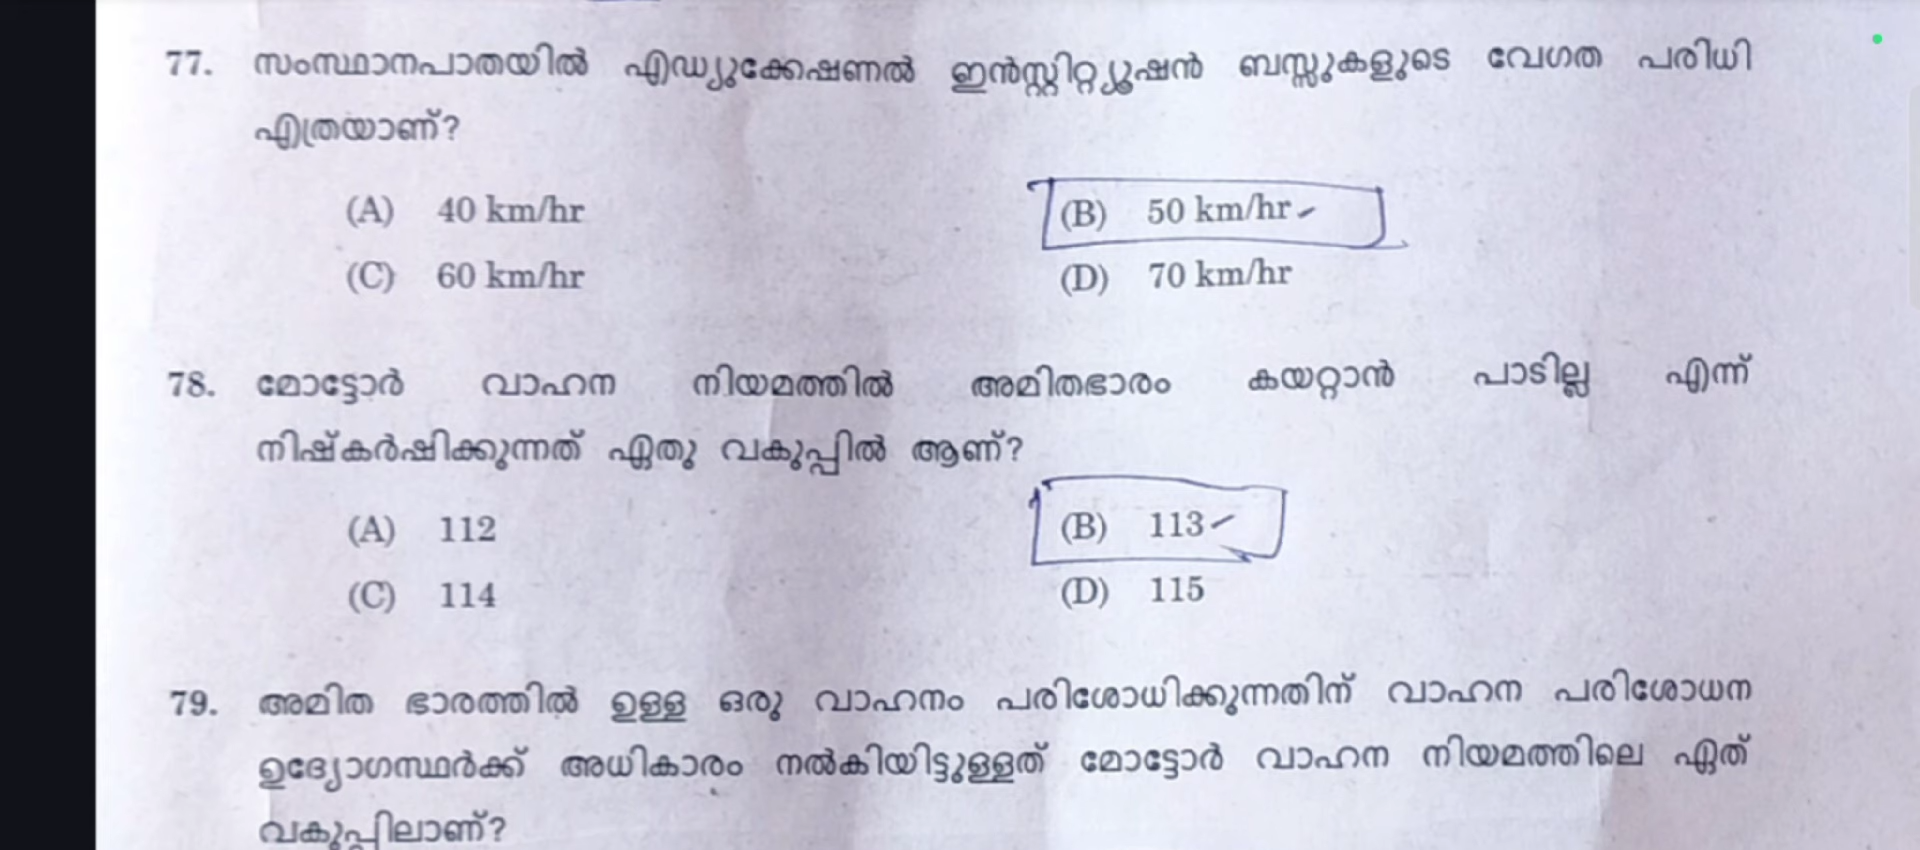 77. സംസ്ഥാനപാതയിൽ എഡ്യുക്കേഷണൽ ഇൻസ്റ്റിറ്റ്യൂഷൻ ബസ്സുകളുടെ വേഗത പരിധി
എത്രയാണ്?
(A) 40 km/hr (B) 50 km/hr
(C) 60 km/hr (D) 70 km/hr
78. മോട്ടോർ വാഹന നിയമത്തിൽ അമിതഭാരം കയറ്റാൻ പാടില്ല എന്ന്
നിഷ്കർഷിക്കുന്നത് ഏതു വകുപ്പിൽ ആണ്?
(A) 112 (B) 113
(C) 114 (D) 115
79. അമിത ഭാരത്തിൽ ഉള്ള ഒരു വാഹനം പരിശോധിക്കുന്നതിന് വാഹന പരിശോധന
ഉദ്യോഗസ്ഥർക്ക് അധികാരം നൽകിയിട്ടുള്ളത് മോട്ടോർ വാഹന നിയമത്തിലെ ഏത്
വകുപ്പിലാണ്?